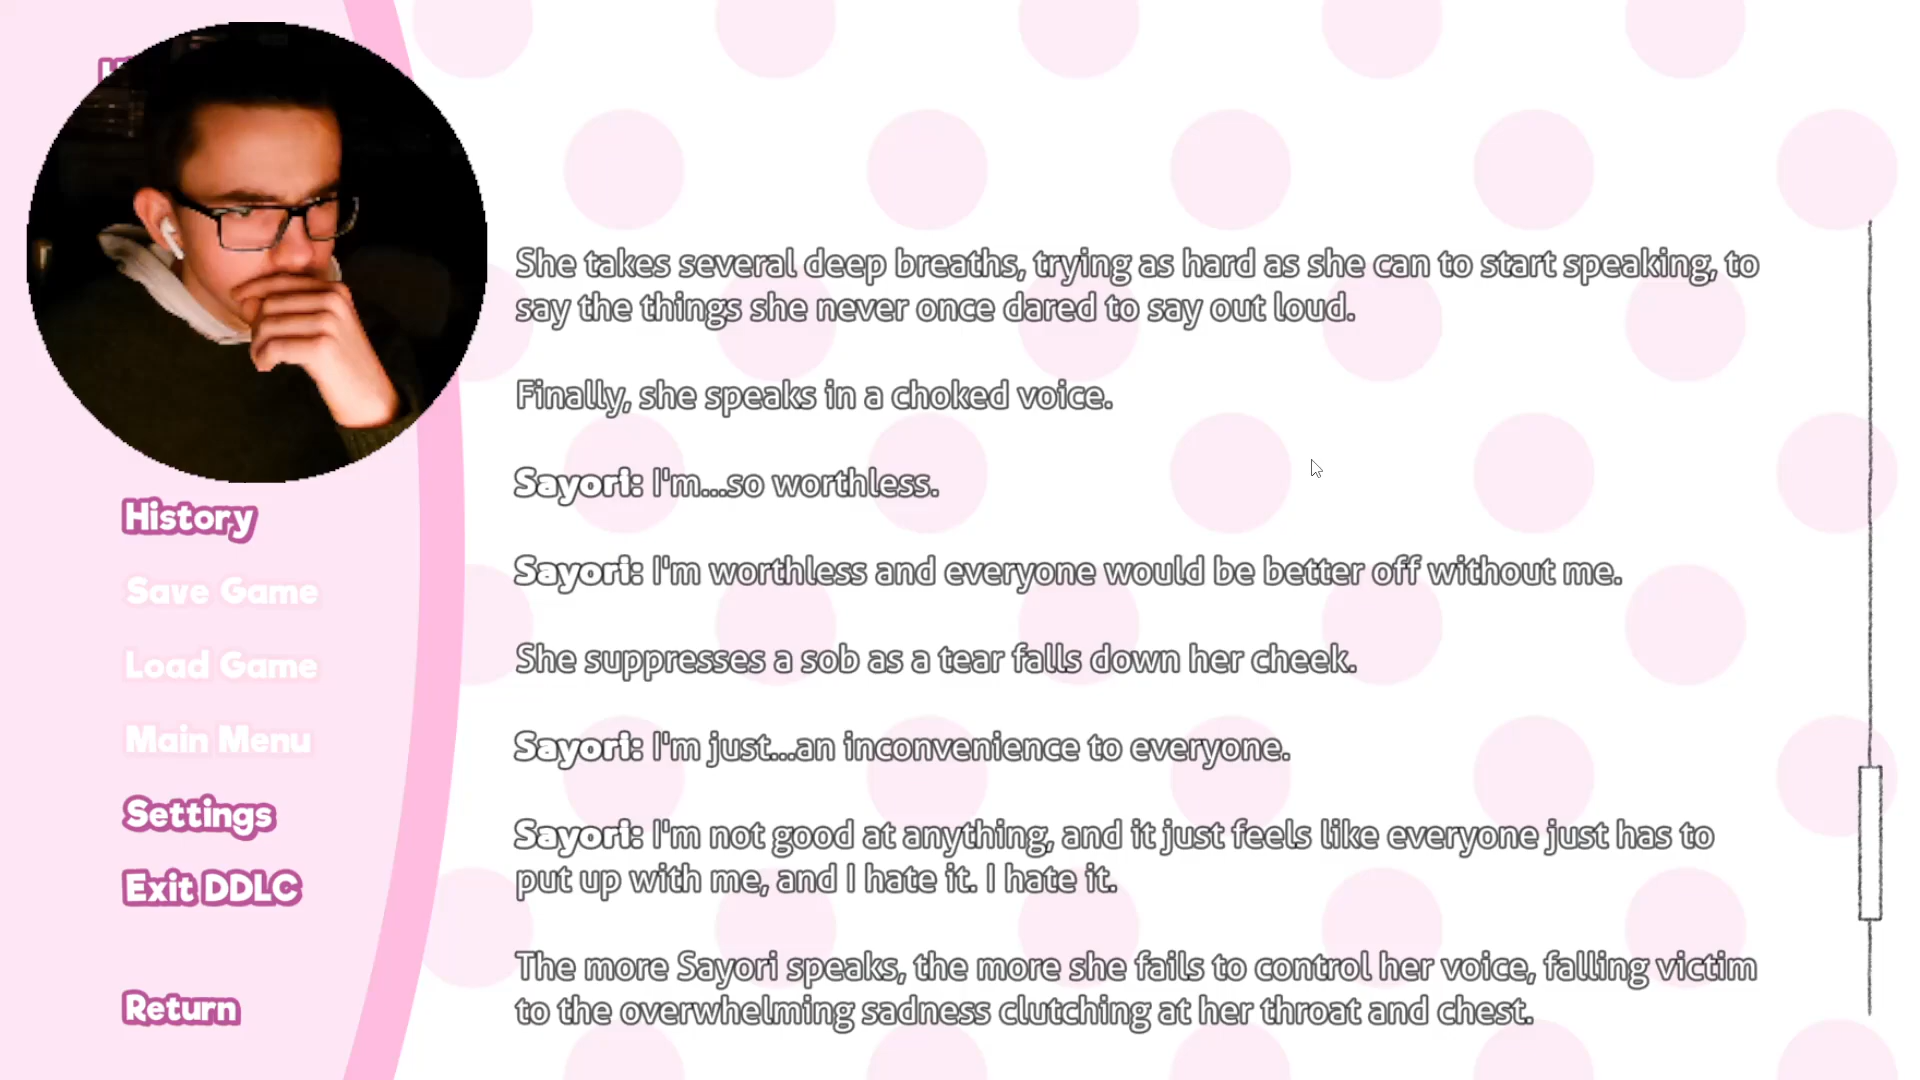 History
Save Game
Load Game
Main Menu
Settings
Exit DDLC
Return
She takes several deep breaths, trying as hard as she can to start speaking, to
say the things she never once dared to say out loud.
Finally, she speaks in a choked voice.
Sayori: I'm...so worthless.
Sayori: I'm worthless and everyone would be better off without me.
She suppresses a sob as a tear falls down her cheek.
Sayori: I'm just...an inconvenience to everyone.
Sayori: I'm not good at anything, and it just feels like everyone just has to
put up with me, and I hate it. I hate it.
The more Sayori speaks, the more she fails to control her voice, falling victim
to the overwhelming sadness clutching at her throat and chest.